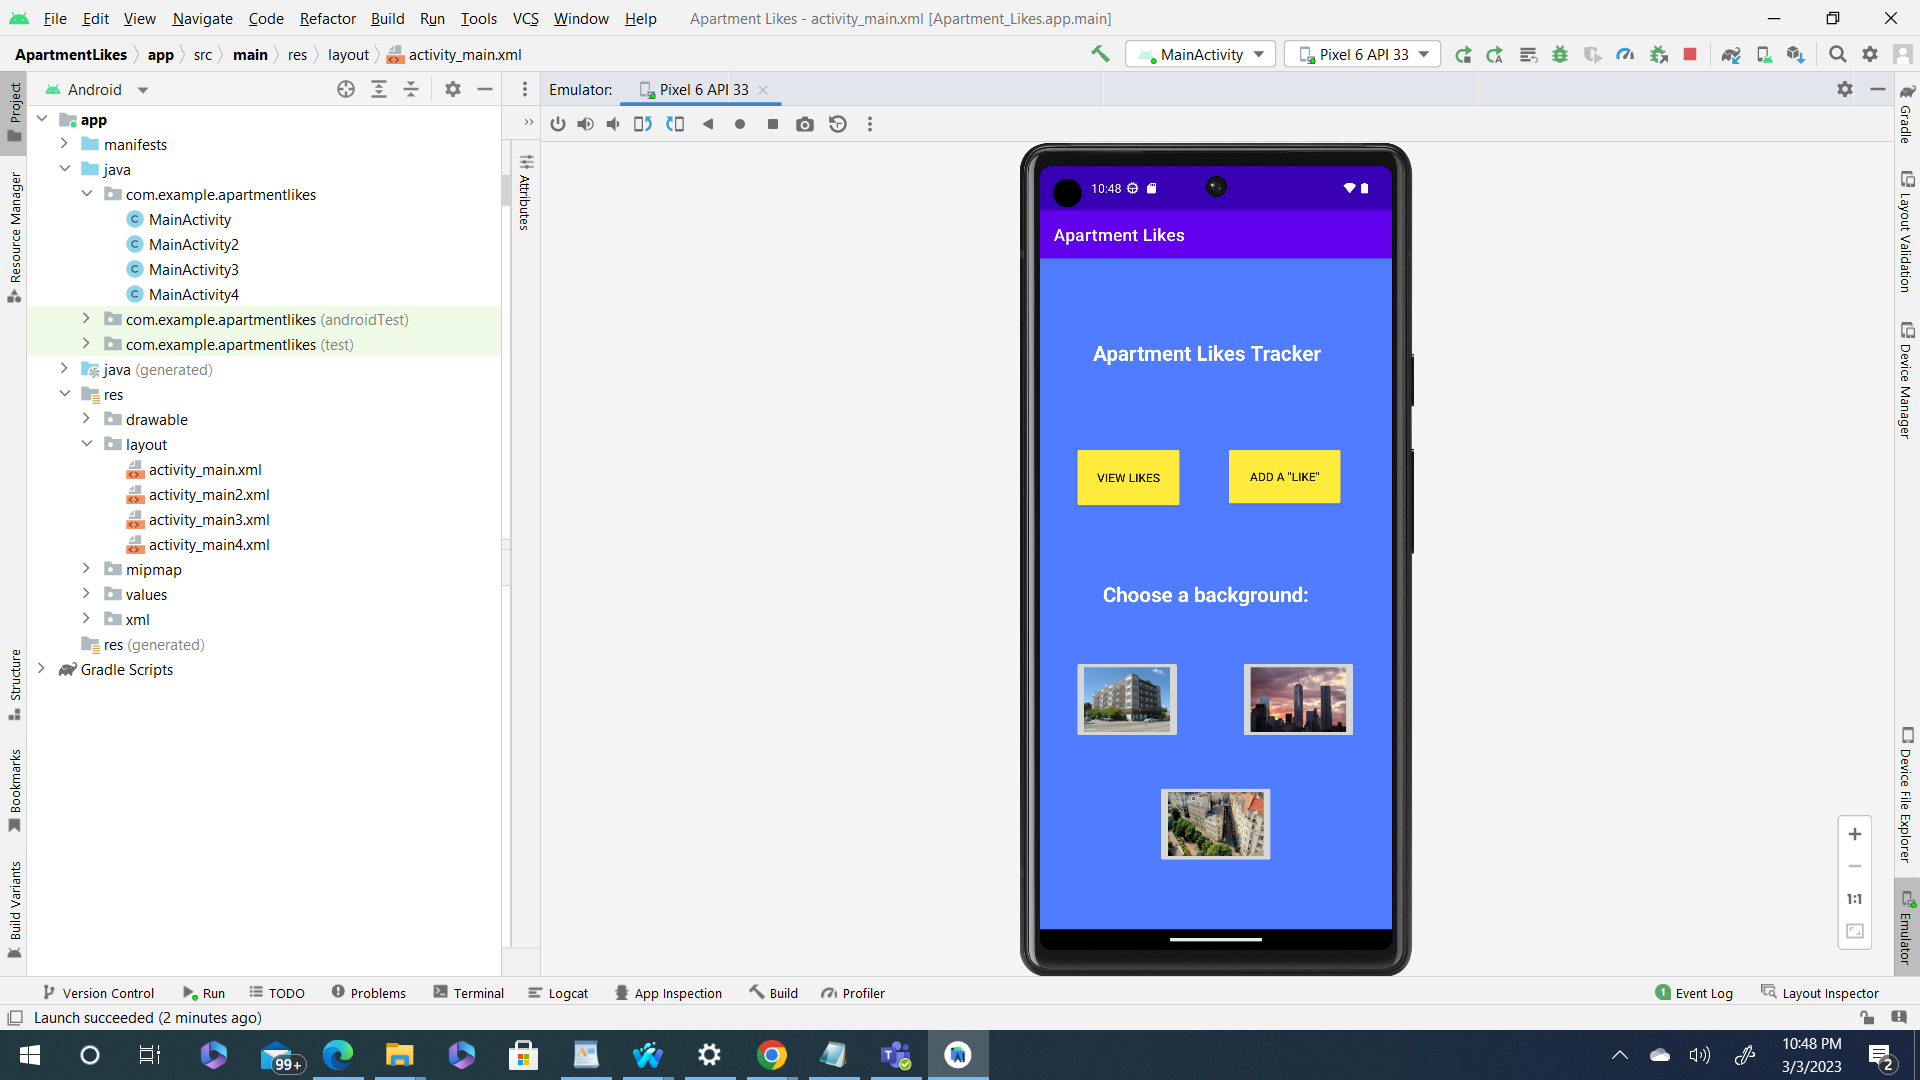 File Edit View Navigate Code Refactor Build Run Tools VCS Window Help Apartment Likes - activity_main.xml [Apartment_Likes.app.main]
ApartmentLikes app src main res layout activity_main.xml MainActivity Pixel 6 API 33
Android Emulator: Pixel 6 API 33
Project
Resource Manager
Structure
Bookmarks
Build Variants
app
manifests
java
com.example.apartmentlikes
MainActivity
MainActivity2
MainActivity3
MainActivity4
com.example.apartmentlikes (androidTest)
com.example.apartmentlikes (test)
java (generated)
res
drawable
layout
activity_main.xml
activity_main2.xml
activity_main3.xml
activity_main4.xml
mipmap
values
xml
res (generated)
Gradle Scripts
Attributes
10:48
Apartment Likes
Apartment Likes Tracker
VIEW LIKES ADD A "LIKE"
Choose a background:
1:1
Gradle
Layout Validation
Device Manager
Device File Explorer
Emulator
Version Control Run TODO Problems Terminal Logcat App Inspection Build Profiler 1 Event Log Layout Inspector
Launch succeeded (2 minutes ago)
99+
10:48 PM
3/3/2023
2